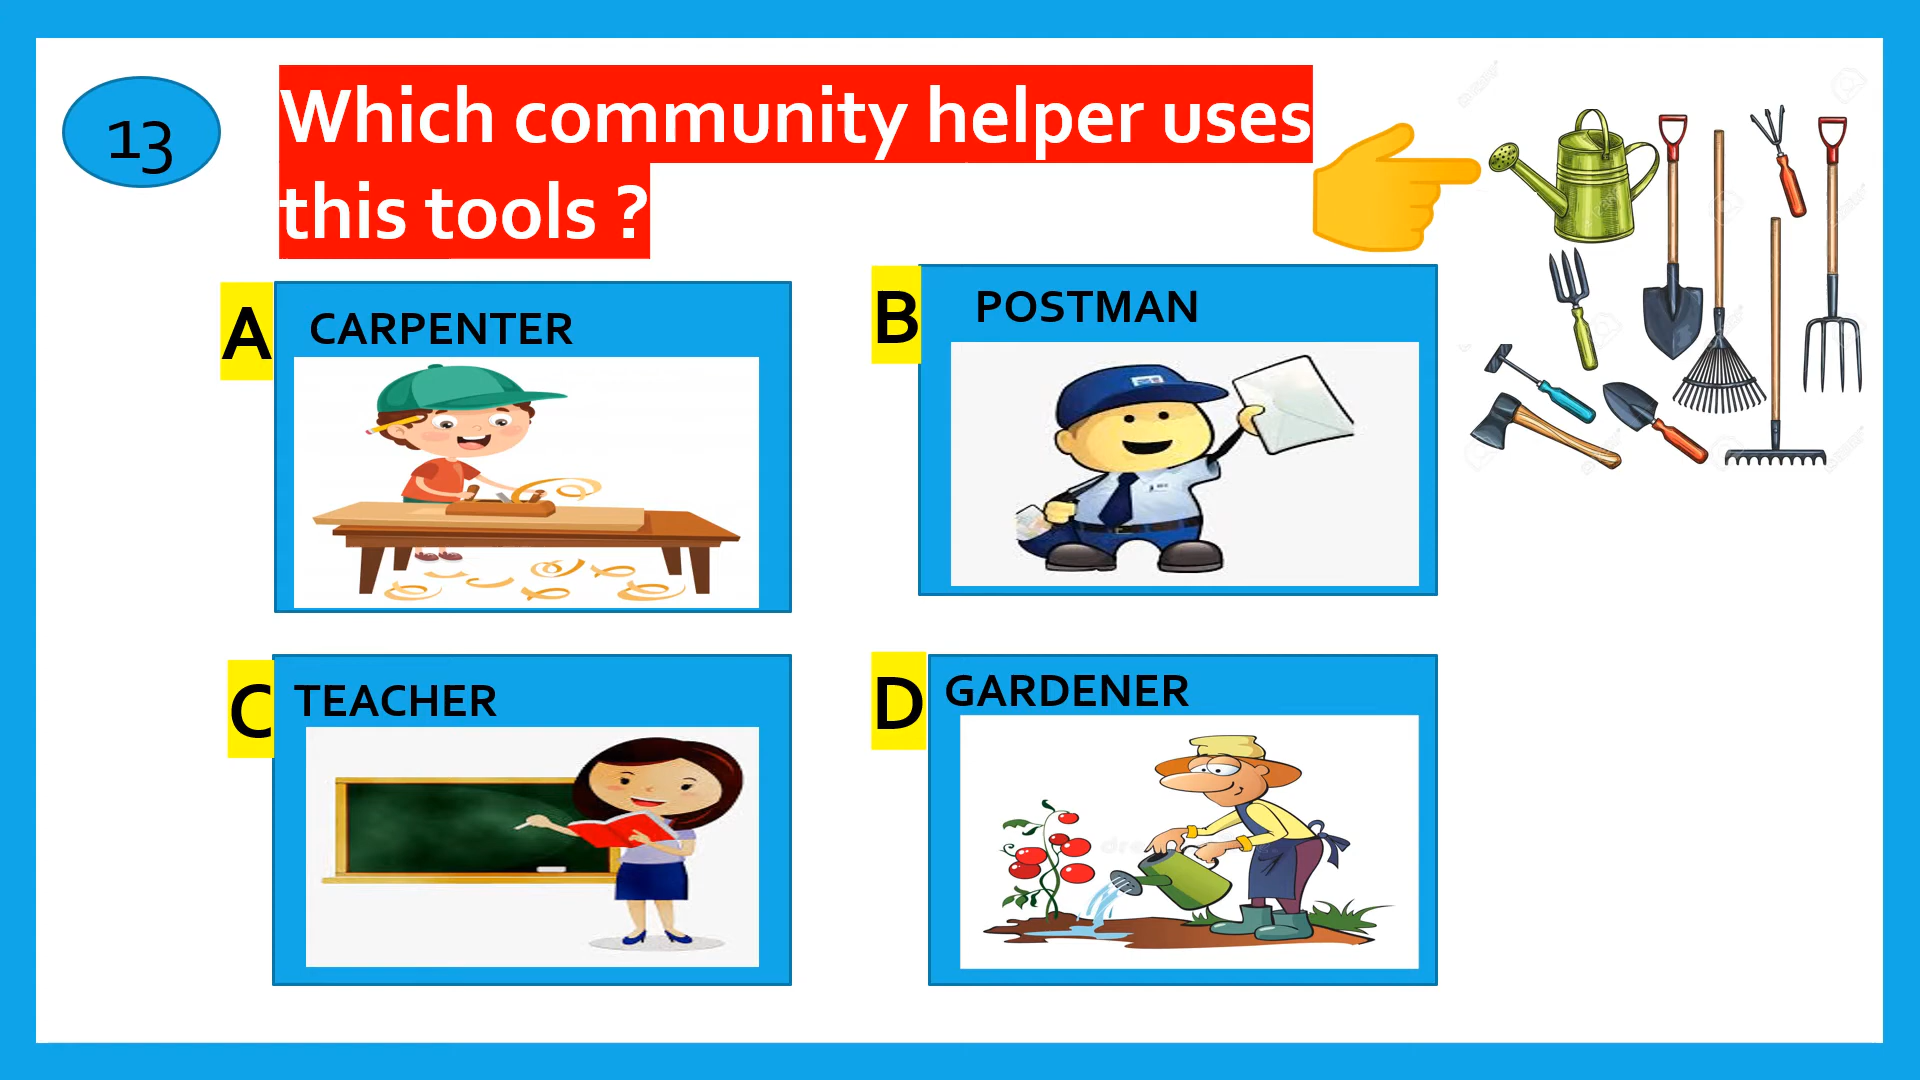 13
Which community helper uses
this tools ?
A
CARPENTER
B
POSTMAN
C
TEACHER
D
GARDENER